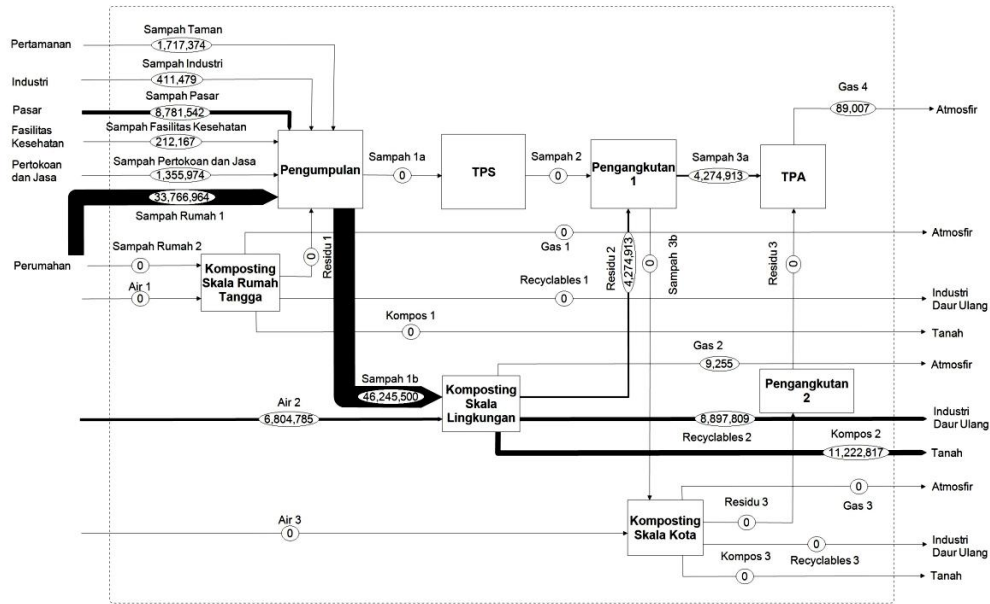 Pertamanan
Sampah Taman
1,717,374
Industri
Sampah Industri
411,479
Pasar
Sampah Pasar
8,781,542
Fasilitas
Kesehatan
Sampah Fasilitas Kesehatan
212,167
Pertokoan
dan Jasa
Sampah Pertokoan dan Jasa
1,355,974
33,766,964
Sampah Rumah 1
Perumahan
Sampah Rumah 2
0
Air 1
0
Pengumpulan
Sampah 1a
0
TPS
Sampah 2
0
Pengangkutan
1
Sampah 3a
4,274,913
TPA
Gas 4
89,007
Atmosfir
Komposting
Skala Rumah
Tangga
0
Residu 1
0
Gas 1
Atmosfir
Recyclables 1
0
Industri
Daur Ulang
Kompos 1
0
Tanah
Residu 2
4,274,913
0
Sampah 3b
Residu 3
0
Sampah 1b
46,245,500
Air 2
6,804,785
Komposting
Skala
Lingkungan
Gas 2
9,255
Atmosfir
8,897,809
Recyclables 2
Industri
Daur Ulang
Kompos 2
11,222,817
Tanah
Pengangkutan
2
Air 3
0
Komposting
Skala Kota
0
Gas 3
Atmosfir
Residu 3
0
0
Recyclables 3
Industri
Daur Ulang
Kompos 3
0
Tanah